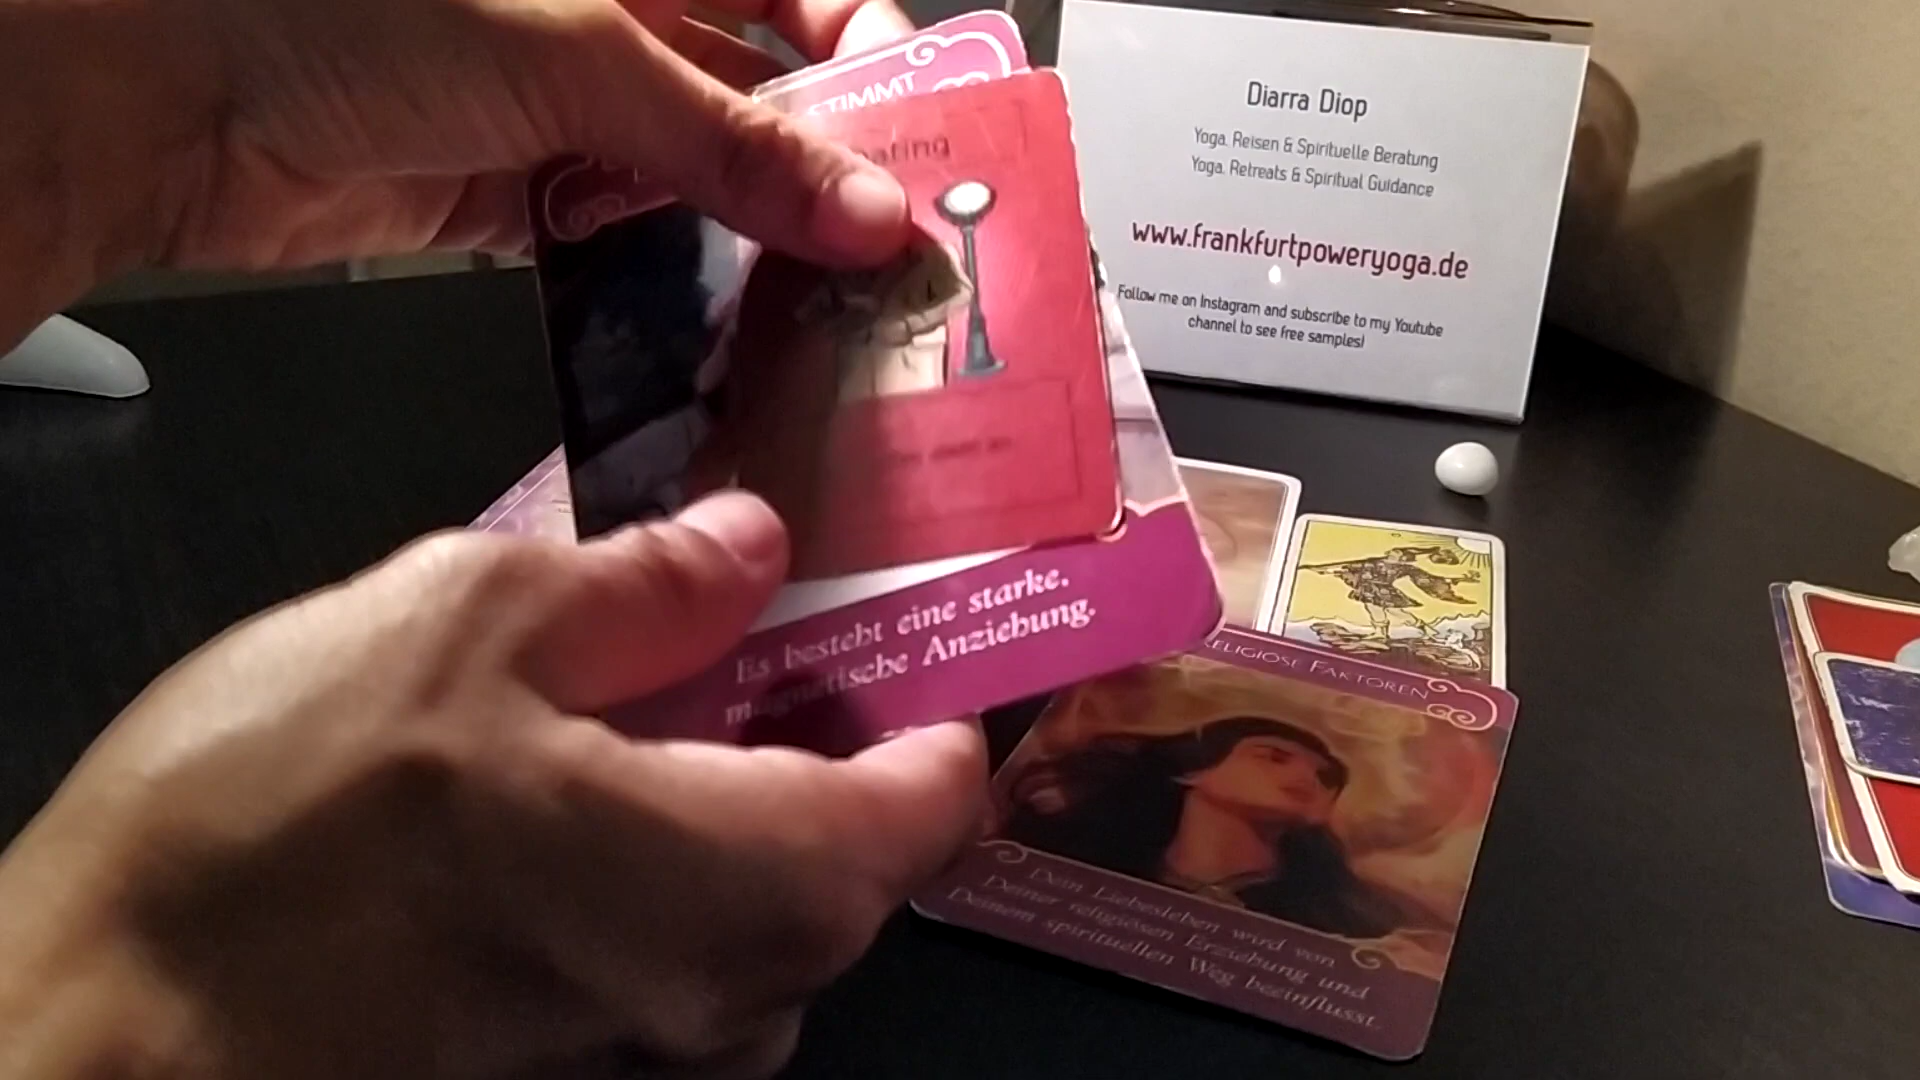 STIMMT
Diarra Diop
Yoga, Reisen & Spirituelle Beratung
Yoga, Retreats & Spiritual Guidance
www.frankfurtpoweryoga.de
Follow me on Instagram and subscribe to my Youtube
channel to see free samples!
Es besteht eine starke,
magnetische Anziehung.
RELIGIÖSE FAKTOREN
Dein Liebesleben wird von
Deiner religiösen Erziehung und
Deinem spirituellen Weg beeinflusst.